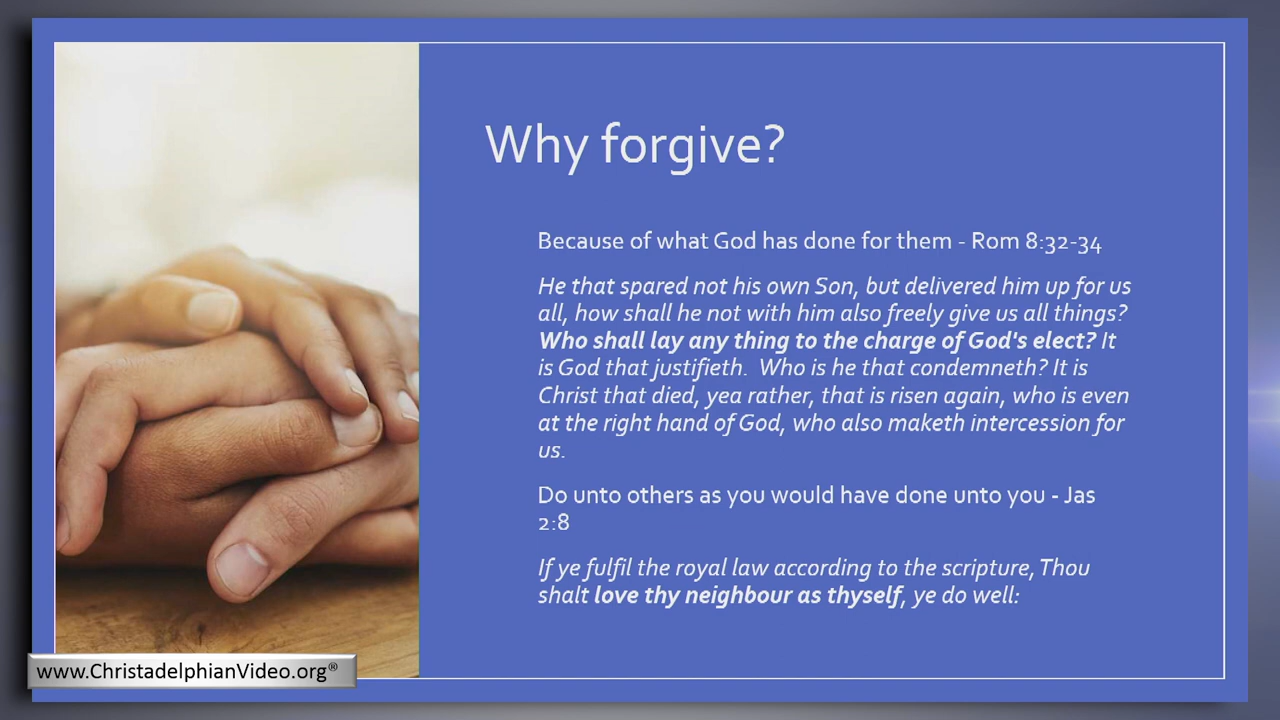 Why forgive?
Because of what God has done for them - Rom 8:32-34
He that spared not his own Son, but delivered him up for us
all, how shall he not with him also freely give us all things?
Who shall lay any thing to the charge of God's elect? It
is God that justifieth.  Who is he that condemneth? It is
Christ that died, yea rather, that is risen again, who is even
at the right hand of God, who also maketh intercession for
us.
Do unto others as you would have done unto you - Jas
2:8
If ye fulfil the royal law according to the scripture, Thou
shalt love thy neighbour as thyself, ye do well:
www.ChristadelphianVideo.org®